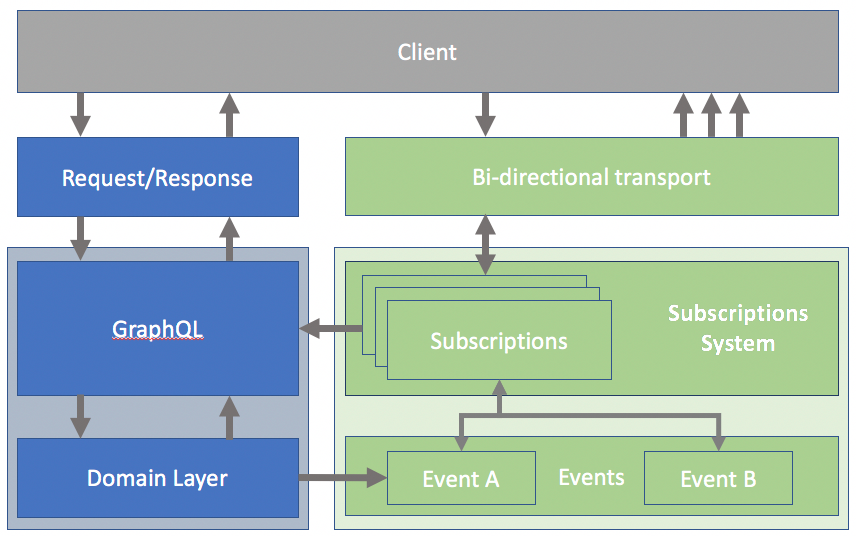 Client
Request/Response
Bi-directional transport
GraphQL
Subscriptions
Subscriptions
System
Domain Layer
Event A
Events
Event B